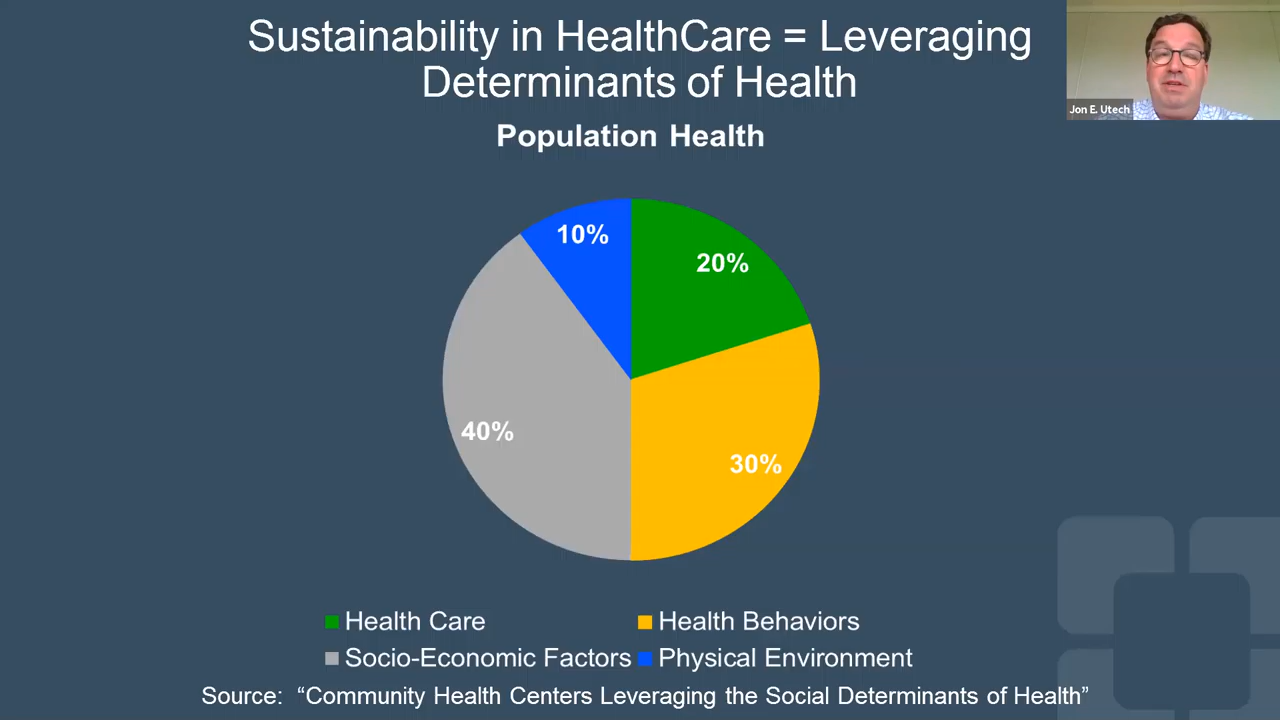 Sustainability in HealthCare = Leveraging
Determinants of Health
Jon E. Utech
Population Health
10%
20%
40%
30%
Health Care
Health Behaviors
Socio-Economic Factors
Physical Environment
Source: “Community Health Centers Leveraging the Social Determinants of Health”